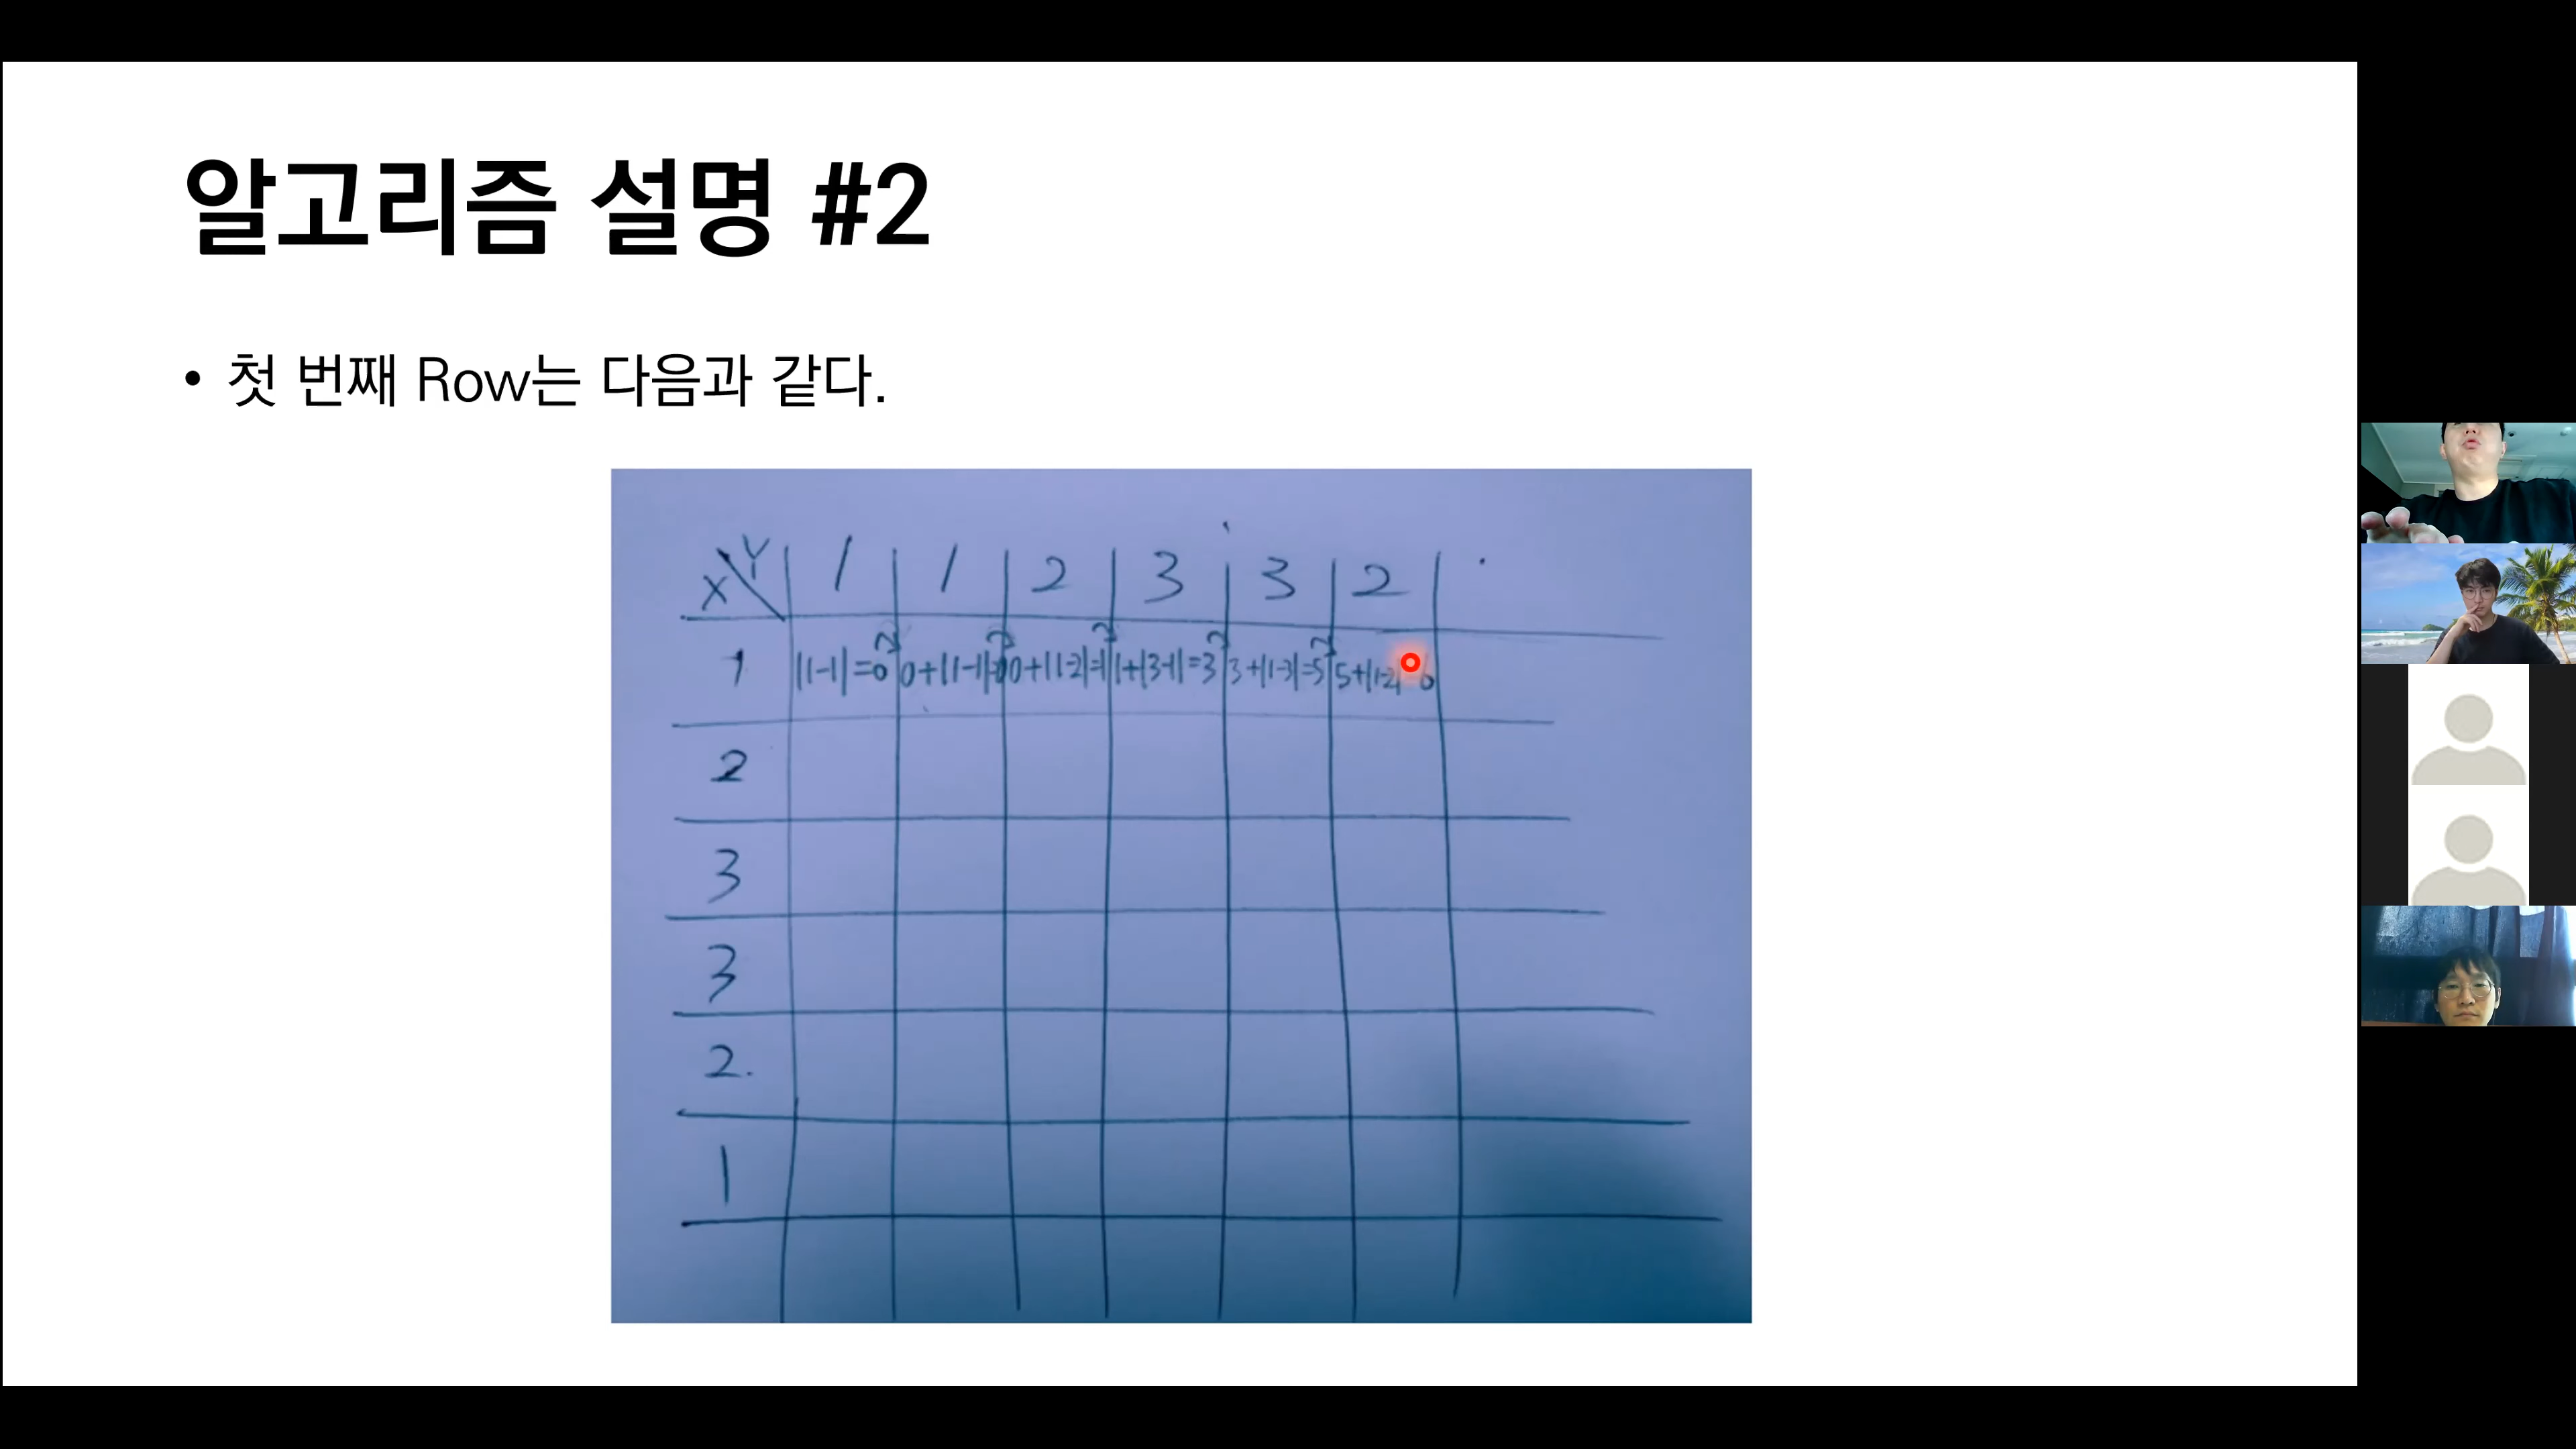 알고리즘 설명 #2
• 첫 번째 Row는 다음과 같다.
X\Y 1 1 2 3 3 2
1 |1-1|=0 0+|1-1|=0 0+|1-2|=1 1+|3-1|=3 3+|1-3|=5 5+|1-2| 6
2
3
3
2.
1